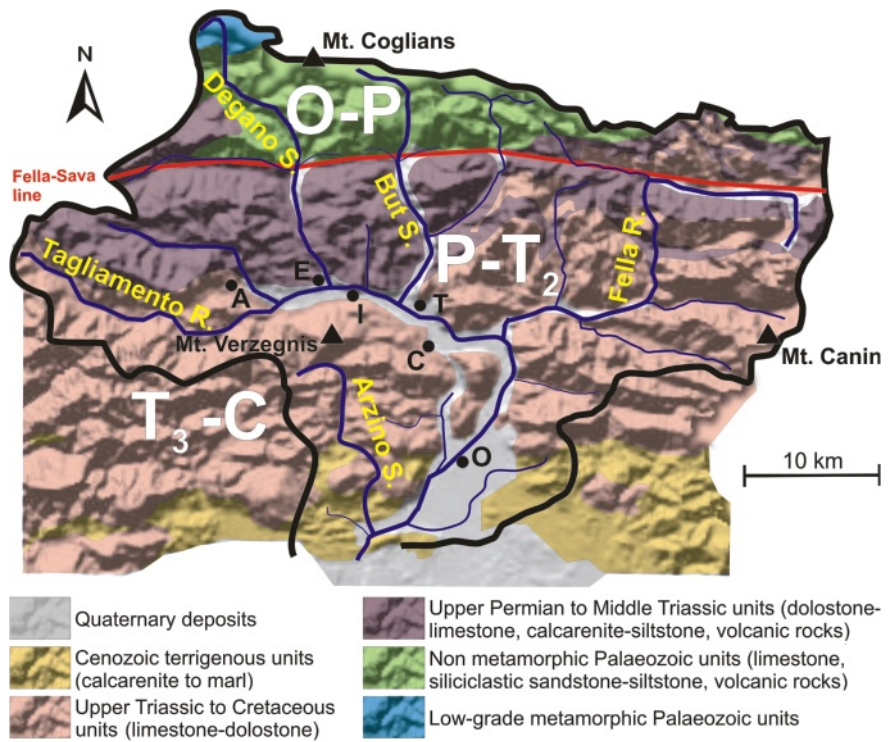 Mt. Coglians
N
Degano S.
O-P
Fella-Sava
line
But S.
P-T2
Fella R.
Tagliamento R.
A
E
I
T
Mt. Verzegnis
C
Mt. Canin
T3-C
Arzino S.
O
10 km
Quaternary deposits
Cenozoic terrigenous units
(calcarenite to marl)
Upper Triassic to Cretaceous
units (limestone-dolostone)
Upper Permian to Middle Triassic units (dolostone-
limestone, calcarenite-siltstone, volcanic rocks)
Non metamorphic Palaeozoic units (limestone,
siliciclastic sandstone-siltstone, volcanic rocks)
Low-grade metamorphic Palaeozoic units